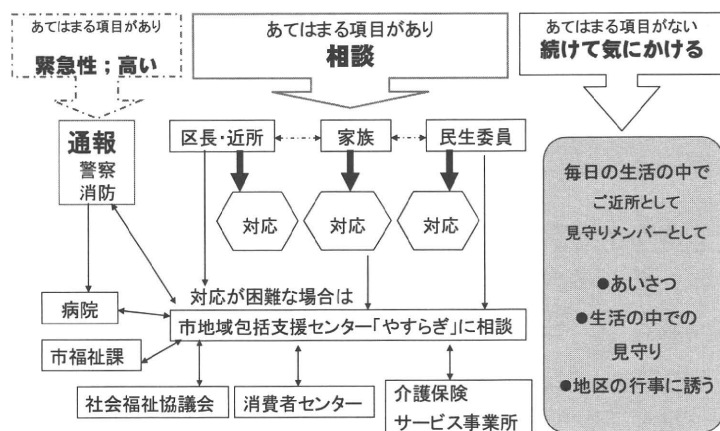 あてはまる項目があり
緊急性；高い
あてはまる項目があり
相談
あてはまる項目がない
続けて気にかける
通報
警察
消防
区長・近所
家族
民生委員
対応
対応
対応
毎日の生活の中で
ご近所として
見守りメンバーとして
●あいさつ
●生活の中での
見守り
●地区の行事に誘う
対応が困難な場合は
病院
市地域包括支援センター「やすらぎ」に相談
市福祉課
社会福祉協議会
消費者センター
介護保険
サービス事業所